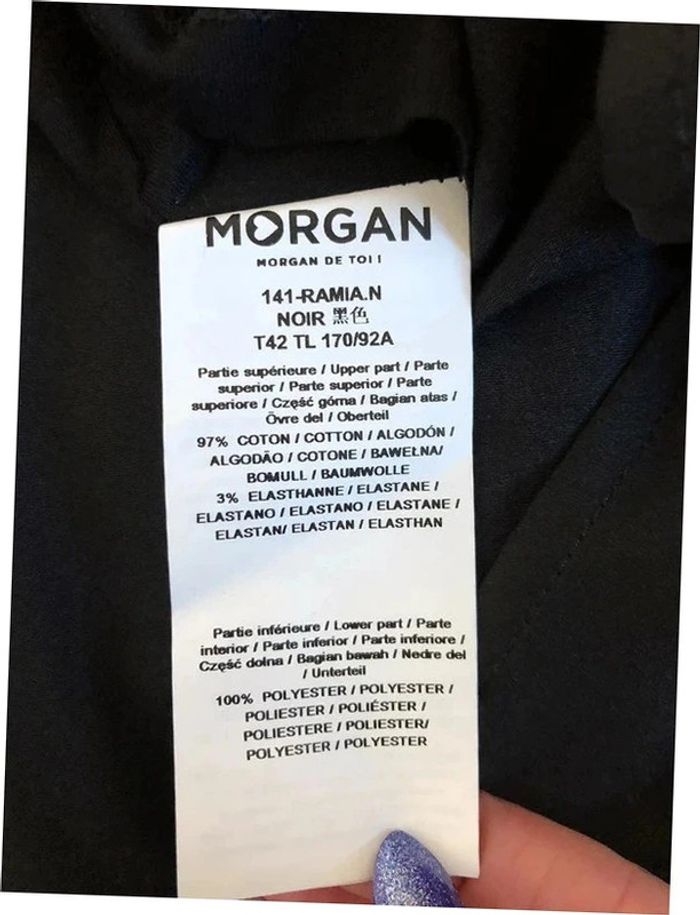 MORGAN
MORGAN DE TOI !
141-RAMIA.N
NOIR 黑色
T42 TL 170/92A
Partie supérieure / Upper part / Parte
superior / Parte superior / Parte
superiore / Część górna / Bagian atas /
Övre del / Oberteil
97% COTON / COTTON / ALGODÓN /
ALGODÃO / COTONE / BAWEŁNA/
BOMULL / BAUMWOLLE
3% ELASTHANNE / ELASTANE /
ELASTANO / ELASTANO / ELASTANE /
ELASTAN/ ELASTAN / ELASTHAN
Partie inférieure / Lower part / Parte
interior / Parte inferior / Parte inferiore /
Część dolna / Bagian bawah / Nedre del
/ Unterteil
100% POLYESTER / POLYESTER /
POLIESTER / POLIÉSTER /
POLIESTERE / POLIESTER/
POLYESTER / POLYESTER